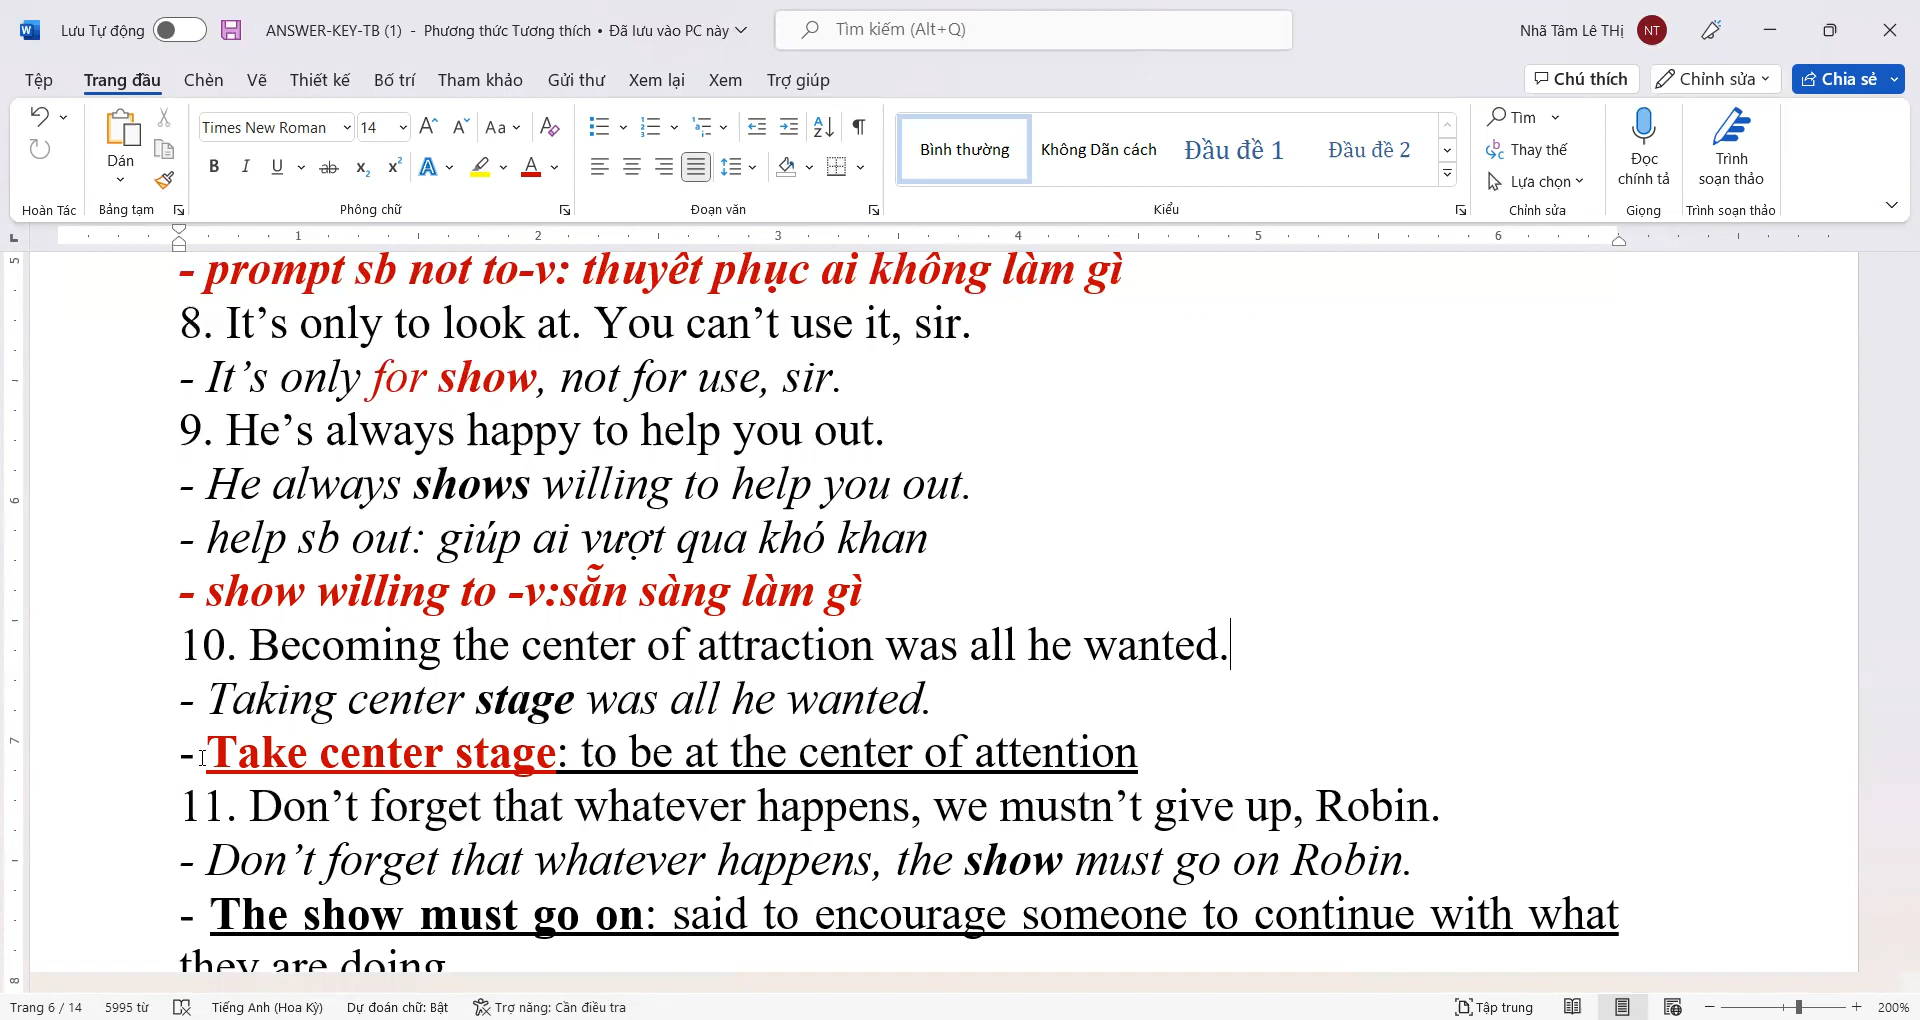 Lưu Tự động ANSWER-KEY-TB (1) - Phương thức Tương thích • Đã lưu vào PC này Tìm kiếm (Alt+Q) Nhã Tâm Lê THị NT
Tệp Trang đầu Chèn Vẽ Thiết kế Bố trí Tham khảo Gửi thư Xem lại Xem Trợ giúp Chú thích Chỉnh sửa Chia sẻ
Times New Roman 14 Aa Bình thường Không Dãn cách Đầu đề 1 Đầu đề 2
Dán Tìm
Thay thế
Lựa chọn
Đọc chính tả
Trình soạn thảo
Hoàn Tác Bảng tạm Phông chữ Đoạn văn Kiểu Chỉnh sửa Giọng Trình soạn thảo
1 2 3 4 5 6
- prompt sb not to-v: thuyết phục ai không làm gì
8. It’s only to look at. You can’t use it, sir.
- It’s only for show, not for use, sir.
9. He’s always happy to help you out.
- He always shows willing to help you out.
- help sb out: giúp ai vượt qua khó khan
- show willing to -v:sẵn sàng làm gì
10. Becoming the center of attraction was all he wanted.
- Taking center stage was all he wanted.
- Take center stage: to be at the center of attention
11. Don’t forget that whatever happens, we mustn’t give up, Robin.
- Don’t forget that whatever happens, the show must go on Robin.
- The show must go on: said to encourage someone to continue with what
they are doing
Trang 6 / 14 5995 từ Tiếng Anh (Hoa Kỳ) Dự đoán chữ: Bật Trợ năng: Cần điều tra Tập trung 200%